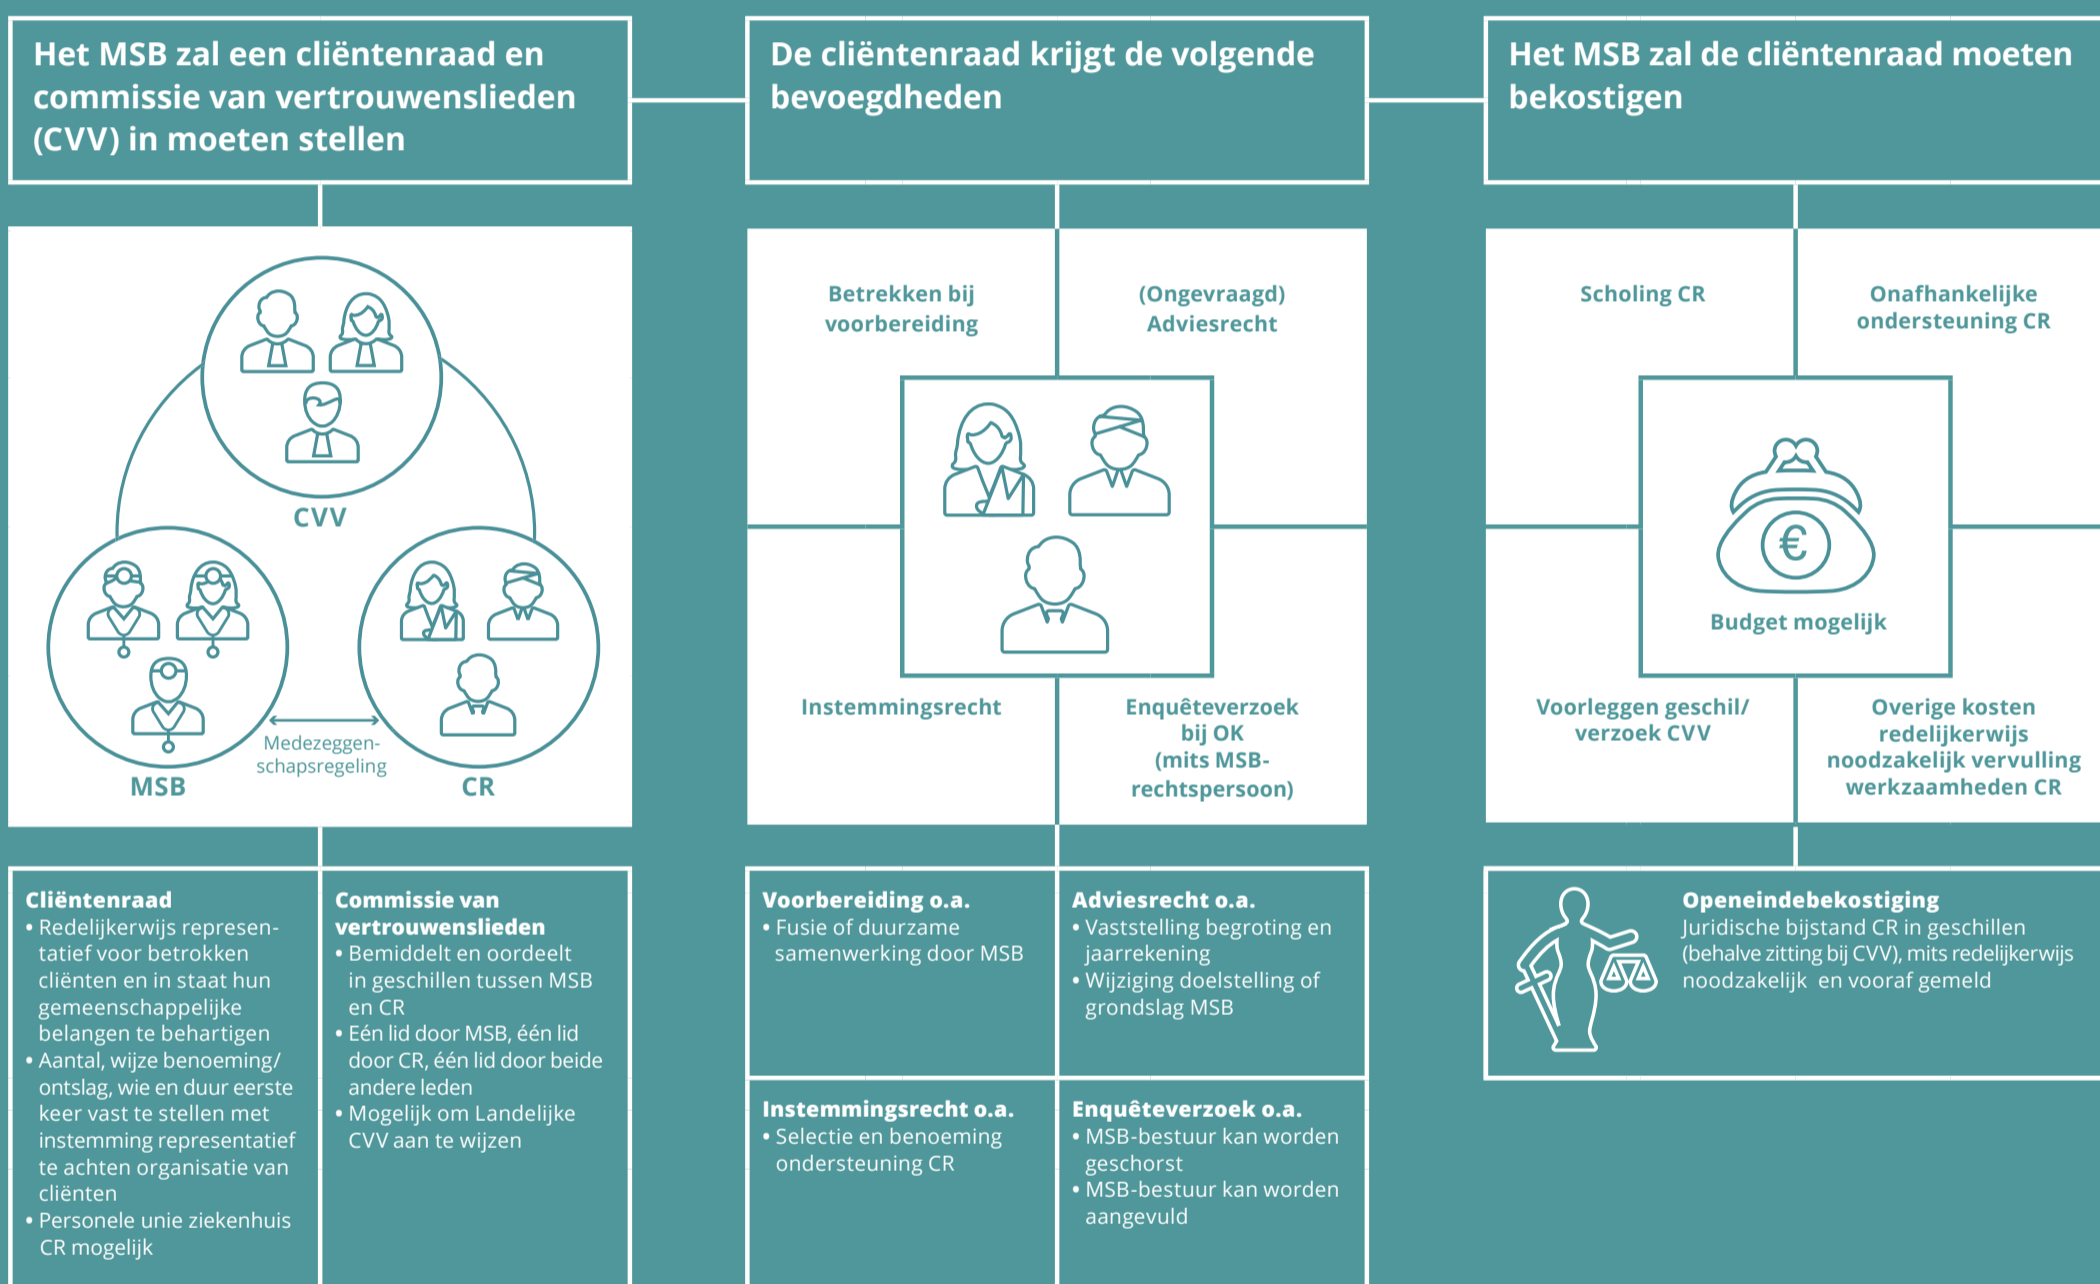 Het MSB zal een cliëntenraad en
commissie van vertrouwenslieden
(CVV) in moeten stellen
CVV
MSB
Medezeggen-
schapsregeling
CR
Cliëntenraad
• Redelijkerwijs represen-
tatief voor betrokken
cliënten en in staat hun
gemeenschappelijke
belangen te behartigen
• Aantal, wijze benoeming/
ontslag, wie en duur eerste
keer vast te stellen met
instemming representatief
te achten organisatie van
cliënten
• Personele unie ziekenhuis
CR mogelijk
Commissie van
vertrouwenslieden
• Bemiddelt en oordeelt
in geschillen tussen MSB
en CR
• Eén lid door MSB, één lid
door CR, één lid door beide
andere leden
• Mogelijk om Landelijke
CVV aan te wijzen
De cliëntenraad krijgt de volgende
bevoegdheden
Betrekken bij
voorbereiding
(Ongevraagd)
Adviesrecht
Instemmingsrecht
Enquêteverzoek
bij OK
(mits MSB-
rechtspersoon)
Voorbereiding o.a.
• Fusie of duurzame
samenwerking door MSB
Adviesrecht o.a.
• Vaststelling begroting en
jaarrekening
• Wijziging doelstelling of
grondslag MSB
Instemmingsrecht o.a.
• Selectie en benoeming
ondersteuning CR
Enquêteverzoek o.a.
• MSB-bestuur kan worden
geschorst
• MSB-bestuur kan worden
aangevuld
Het MSB zal de cliëntenraad moeten
bekostigen
Scholing CR
Onafhankelijke
ondersteuning CR
€
Budget mogelijk
Voorleggen geschil/
verzoek CVV
Overige kosten
redelijkerwijs
noodzakelijk vervulling
werkzaamheden CR
Openeindebekostiging
Juridische bijstand CR in geschillen
(behalve zitting bij CVV), mits redelijkerwijs
noodzakelijk en vooraf gemeld